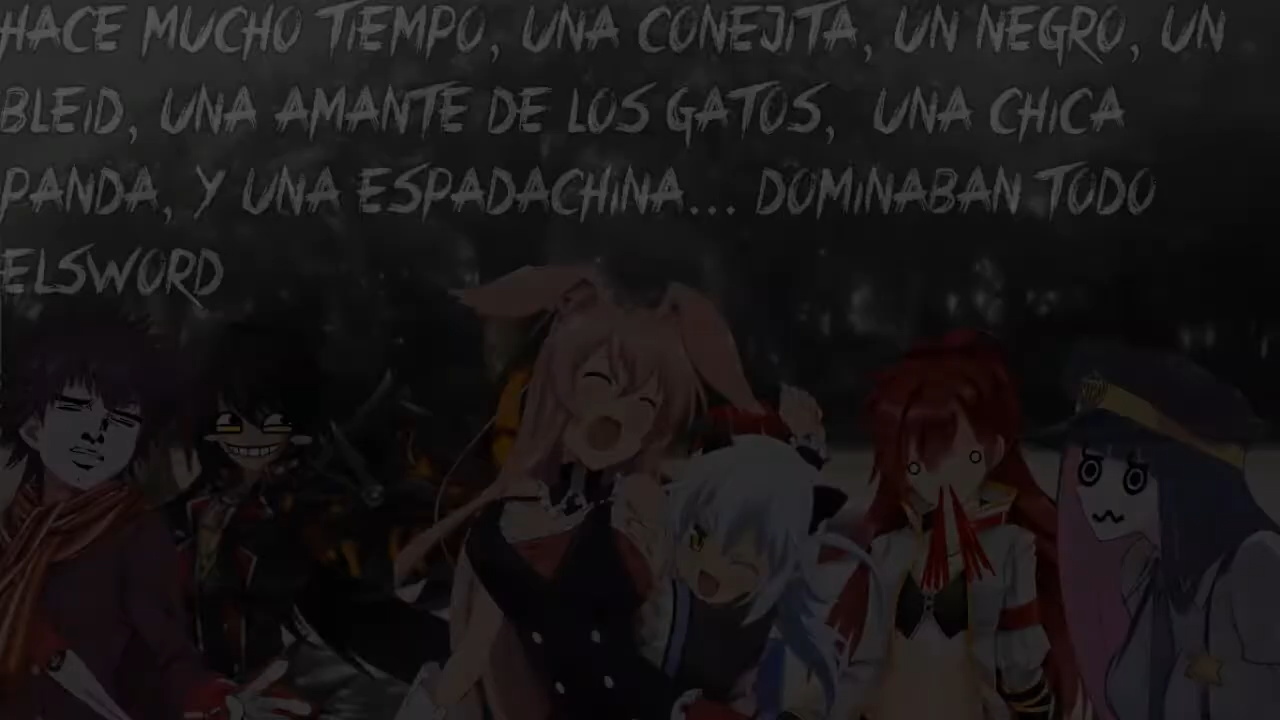 HACE MUCHO TIEMPO, UNA CONEJITA, UN NEGRO, UN
BLEID, UNA AMANTE DE LOS GATOS, UNA CHICA
PANDA, Y UNA ESPADACHINA... DOMINABAN TODO
ELSWORD